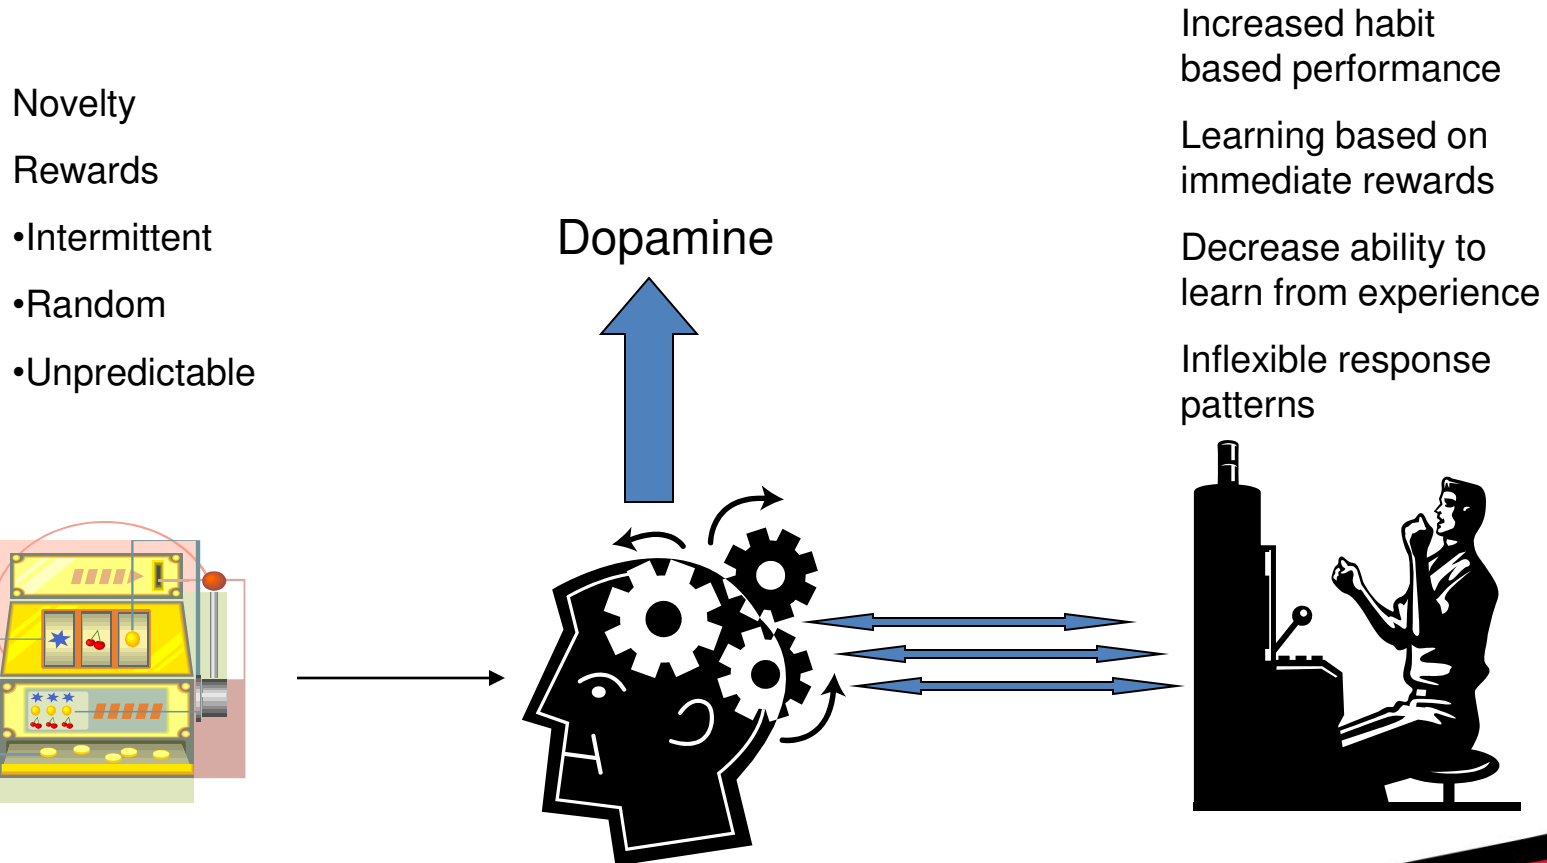 Novelty
Rewards
•Intermittent
•Random
•Unpredictable
Dopamine
Increased habit
based performance
Learning based on
immediate rewards
Decrease ability to
learn from experience
Inflexible response
patterns